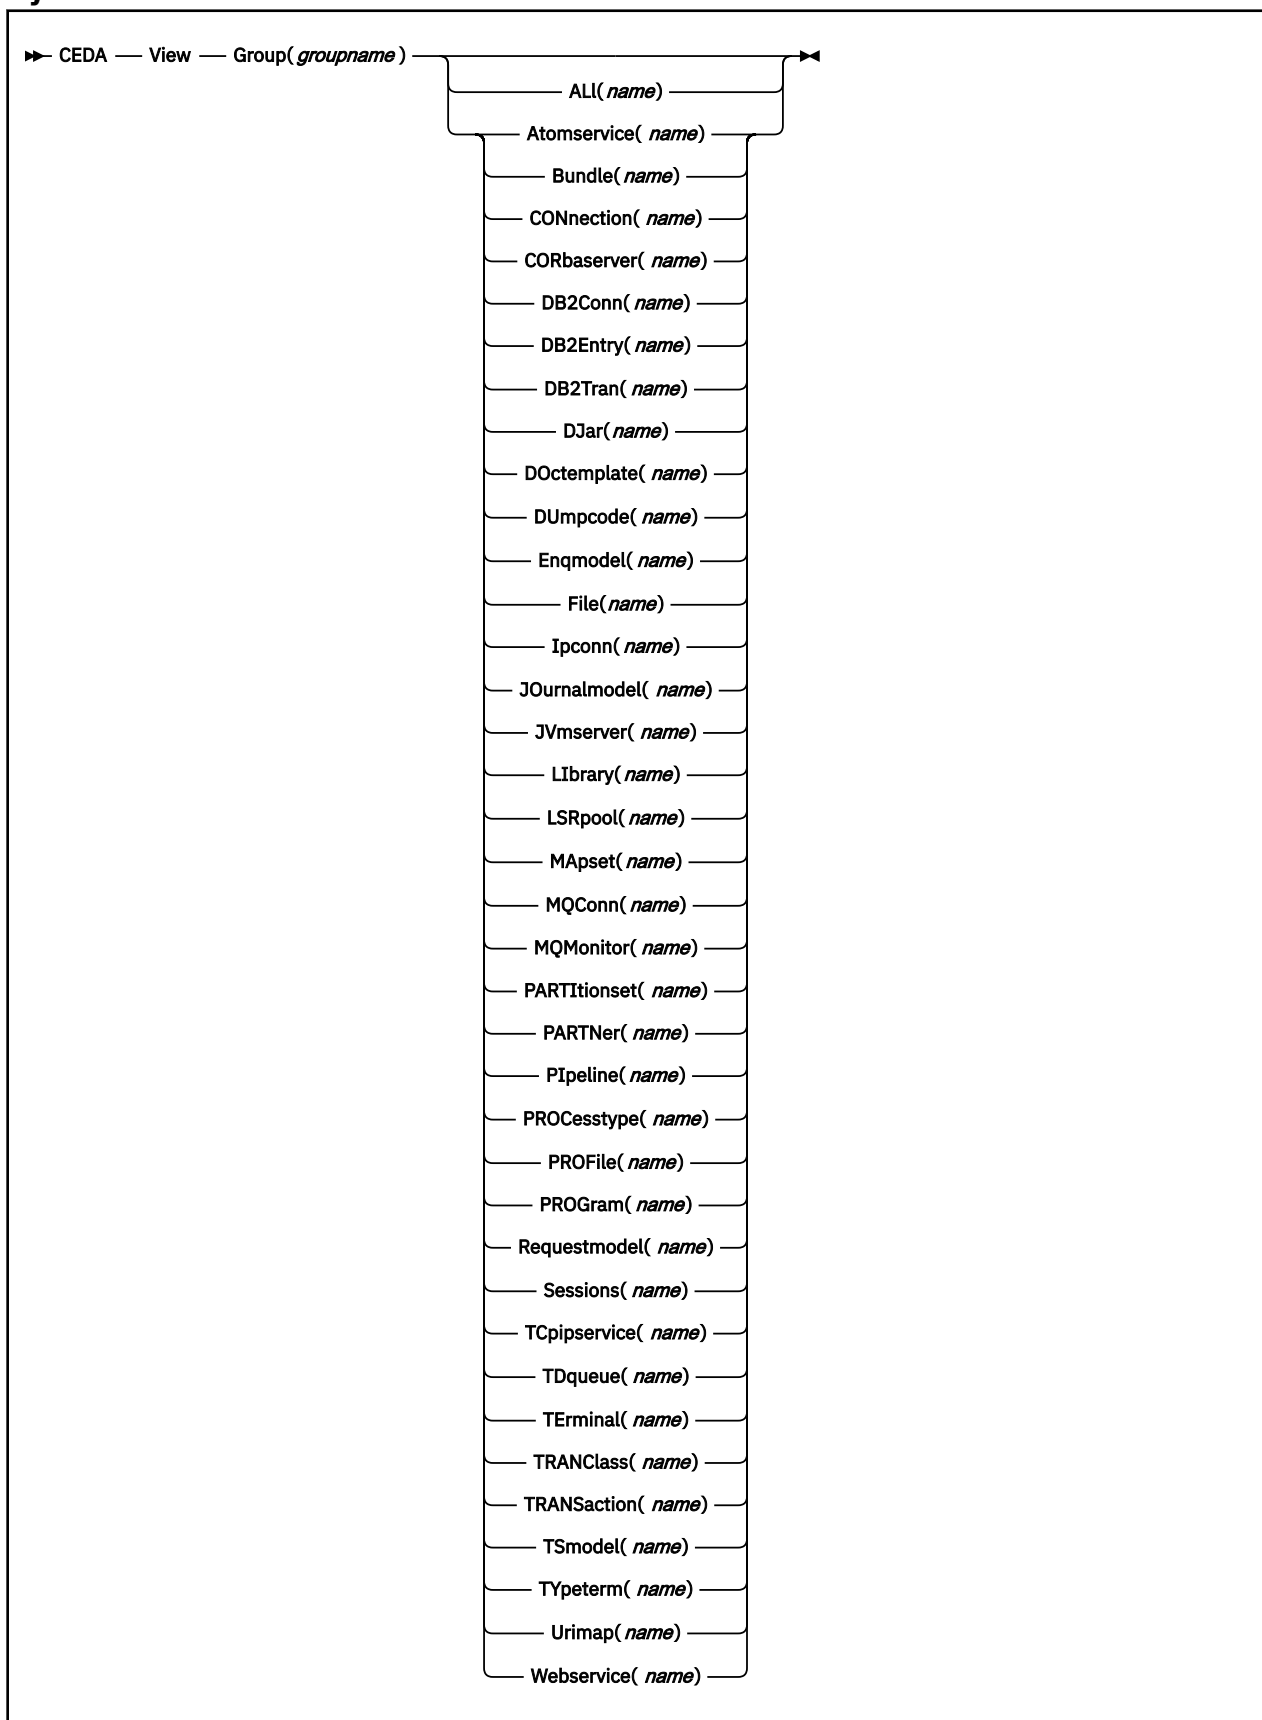 CEDA View Group( groupname )
ALl( name)
Atomservice( name)
Bundle( name)
CONnection( name)
CORbaserver( name)
DB2Conn( name)
DB2Entry( name)
DB2Tran( name)
DJar( name)
DOctemplate( name)
DUmpcode( name)
Enqmodel( name)
File( name)
Ipconn( name)
JOurnalmodel( name)
JVmserver( name)
LIbrary( name)
LSRpool( name)
MApset( name)
MQConn( name)
MQMonitor( name)
PARTItionset( name)
PARTNer( name)
PIpeline( name)
PROCesstype( name)
PROFile( name)
PROGram( name)
Requestmodel( name)
Sessions( name)
TCpipservice( name)
TDqueue( name)
TErminal( name)
TRANClass( name)
TRANSaction( name)
TSmodel( name)
TYpeterm( name)
Urimap( name)
Webservice( name)